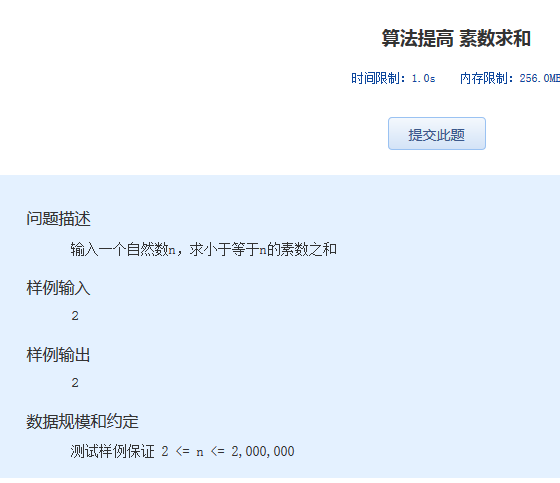 算法提高 素数求和
时间限制：1.0s 内存限制：256.0MB
提交此题
问题描述
输入一个自然数n，求小于等于n的素数之和
样例输入
2
样例输出
2
数据规模和约定
测试样例保证 2 <= n <= 2,000,000